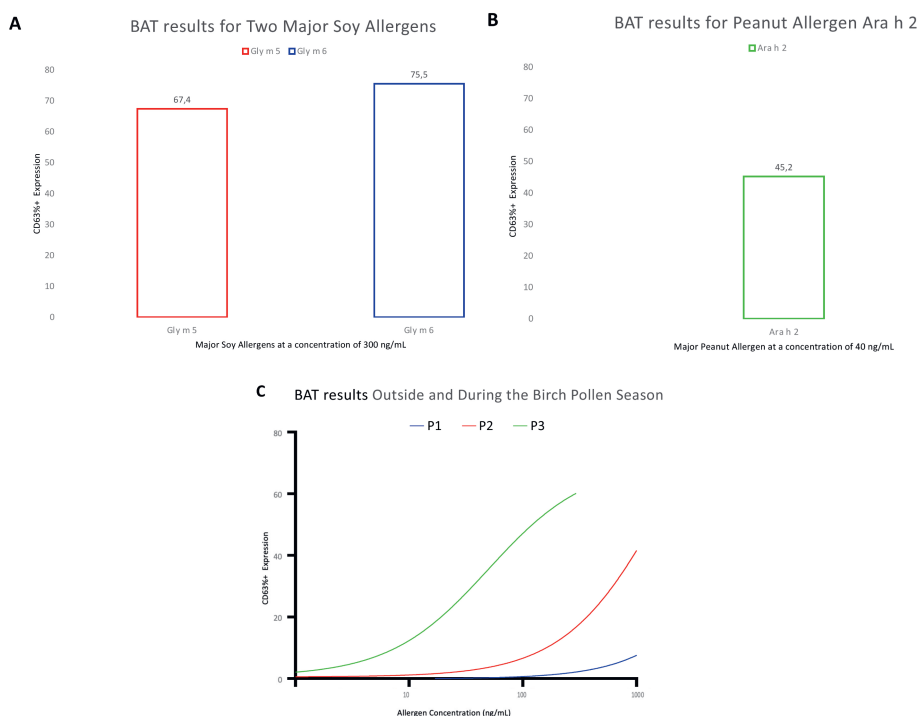 A
BAT results for Two Major Soy Allergens
Gly m 5 Gly m 6
80
70
60
50
40
30
20
10
0
CD63%+ Expression
67,4
75,5
Gly m 5 Gly m 6
Major Soy Allergens at a concentration of 300 ng/mL
B
BAT results for Peanut Allergen Ara h 2
Ara h 2
80
70
60
50
40
30
20
10
0
CD63%+ Expression
45,2
Ara h 2
Major Peanut Allergen at a concentration of 40 ng/mL
C
BAT results Outside and During the Birch Pollen Season
P1 P2 P3
80
60
40
20
0
CD63%+ Expression
10 100 1000
Allergen Concentration (ng/mL)